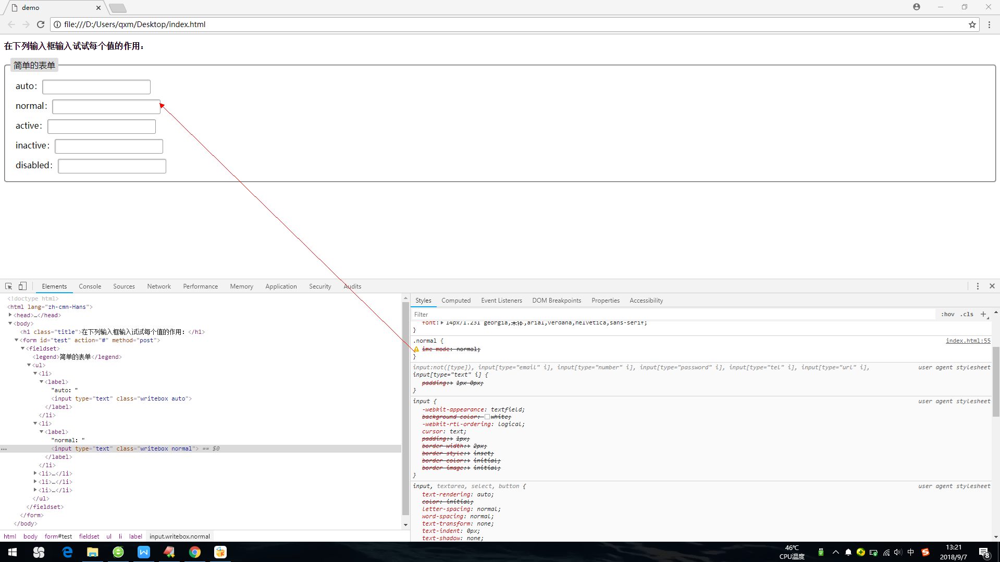 demo
file:///D:/Users/qxm/Desktop/index.html
在下列输入框输入试试每个值的作用：
简单的表单
auto：
normal：
active：
inactive：
disabled：
Elements Console Sources Network Performance Memory Application Security Audits
<!doctype html>
<html lang="zh-cmn-Hans">
<head>…</head>
<body>
<h1 class="title">在下列输入框输入试试每个值的作用：</h1>
<form id="test" action="#" method="post">
<fieldset>
<legend>简单的表单</legend>
<ul>
<li>
<label>
"auto："
<input type="text" class="writebox auto">
</label>
</li>
<li>
<label>
"normal："
… <input type="text" class="writebox normal"> == $0
</label>
</li>
<li>…</li>
<li>…</li>
<li>…</li>
</ul>
</fieldset>
</form>
</body>
html body form#test fieldset ul li label input.writebox.normal
Styles Computed Event Listeners DOM Breakpoints Properties Accessibility
Filter :hov .cls +
font: 14px/1.231 georgia,宋体,arial,verdana,helvetica,sans-serif;
}
.normal { index.html:55
ime-mode: normal;
}
input:not([type]), input[type="email" i], input[type="number" i], input[type="password" i], input[type="tel" i], input[type="url" i], user agent stylesheet
input[type="text" i] {
padding: 1px 0px;
}
input { user agent stylesheet
-webkit-appearance: textfield;
background-color: white;
-webkit-rtl-ordering: logical;
cursor: text;
padding: 1px;
border-width: 2px;
border-style: inset;
border-color: initial;
border-image: initial;
}
input, textarea, select, button { user agent stylesheet
text-rendering: auto;
color: initial;
letter-spacing: normal;
word-spacing: normal;
text-transform: none;
text-indent: 0px;
text-shadow: none;
46℃
CPU温度
中
13:21
2018/9/7
8